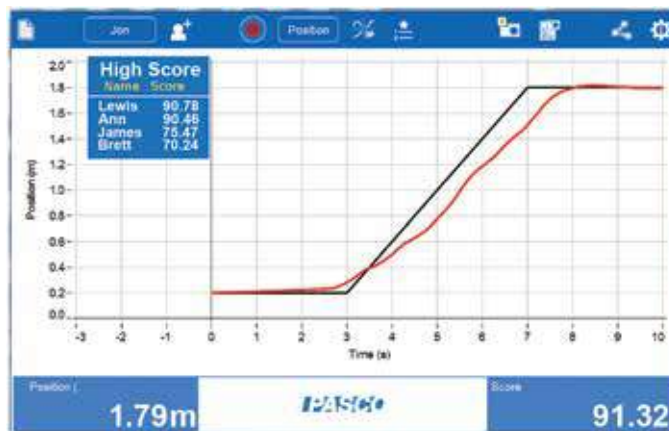 Jon
Position
High Score
Name Score
Lewis 90.78
Ann 90.46
James 75.47
Brett 70.24
Position (m)
2.0
1.8
1.6
1.4
1.2
1.0
0.8
0.6
0.4
0.2
0.0
-3 -2 -1 0 1 2 3 4 5 6 7 8 9 10
Time (s)
Position (
1.79m
PASCO
Score
91.32